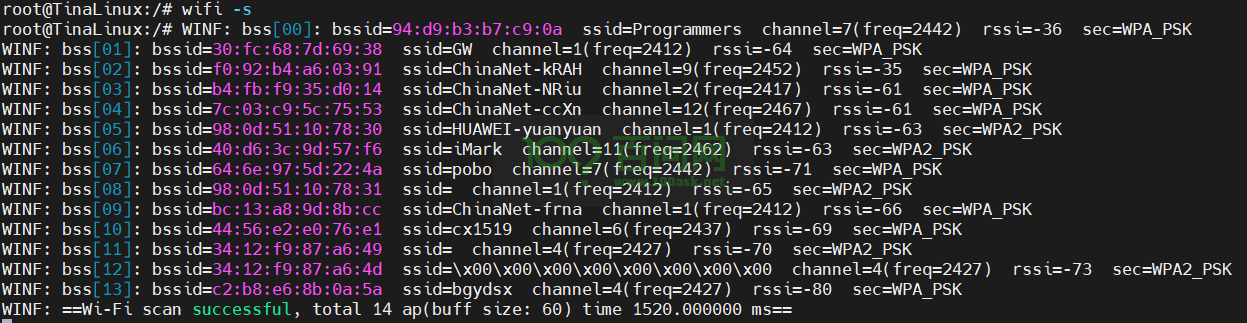 root@TinaLinux:/# wifi -s
root@TinaLinux:/# WINF: bss[00]: bssid=94:d9:b3:b7:c9:0a  ssid=Programmers  channel=7(freq=2442)  rssi=-36  sec=WPA_PSK
WINF: bss[01]: bssid=30:fc:68:7d:69:38  ssid=GW  channel=1(freq=2412)  rssi=-64  sec=WPA_PSK
WINF: bss[02]: bssid=f0:92:b4:a6:03:91  ssid=ChinaNet-kRAH  channel=9(freq=2452)  rssi=-35  sec=WPA_PSK
WINF: bss[03]: bssid=b4:fb:f9:35:d0:14  ssid=ChinaNet-NRiu  channel=2(freq=2417)  rssi=-61  sec=WPA_PSK
WINF: bss[04]: bssid=7c:03:c9:5c:75:53  ssid=ChinaNet-ccXn  channel=12(freq=2467)  rssi=-61  sec=WPA_PSK
WINF: bss[05]: bssid=98:0d:51:10:78:30  ssid=HUAWEI-yuanyuan  channel=1(freq=2412)  rssi=-63  sec=WPA2_PSK
WINF: bss[06]: bssid=40:d6:3c:9d:57:f6  ssid=iMark  channel=11(freq=2462)  rssi=-63  sec=WPA2_PSK
WINF: bss[07]: bssid=64:6e:97:5d:22:4a  ssid=pobo  channel=7(freq=2442)  rssi=-71  sec=WPA_PSK
WINF: bss[08]: bssid=98:0d:51:10:78:31  ssid=  channel=1(freq=2412)  rssi=-65  sec=WPA2_PSK
WINF: bss[09]: bssid=bc:13:a8:9d:8b:cc  ssid=ChinaNet-frna  channel=1(freq=2412)  rssi=-66  sec=WPA_PSK
WINF: bss[10]: bssid=44:56:e2:e0:76:e1  ssid=cx1519  channel=6(freq=2437)  rssi=-69  sec=WPA_PSK
WINF: bss[11]: bssid=34:12:f9:87:a6:49  ssid=  channel=4(freq=2427)  rssi=-70  sec=WPA2_PSK
WINF: bss[12]: bssid=34:12:f9:87:a6:4d  ssid=\x00\x00\x00\x00\x00\x00\x00\x00  channel=4(freq=2427)  rssi=-73  sec=WPA2_PSK
WINF: bss[13]: bssid=c2:b8:e6:8b:0a:5a  ssid=bgydsx  channel=4(freq=2427)  rssi=-80  sec=WPA_PSK
WINF: ==Wi-Fi scan successful, total 14 ap(buff size: 60) time 1520.000000 ms==
100 百问网
www.100ask.net